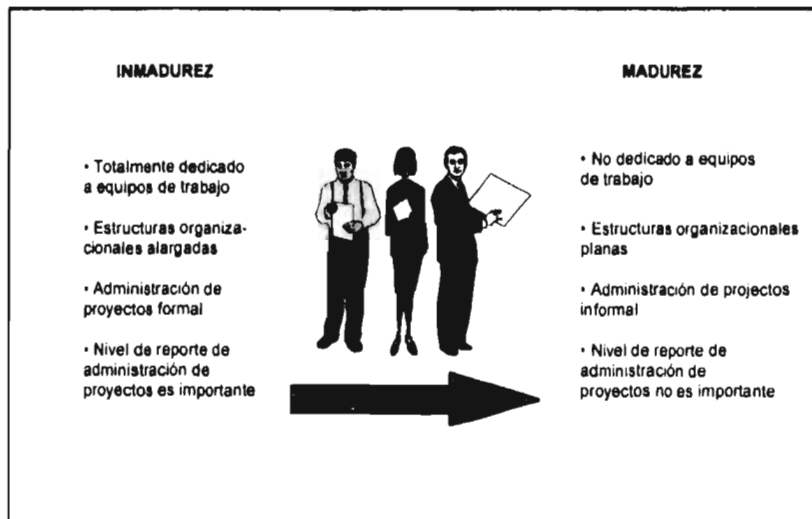 INMADUREZ
• Totalmente dedicado
a equipos de trabajo
• Estructuras organiza-
cionales alargadas
• Administración de
proyectos formal
• Nivel de reporte de
administración de
proyectos es importante
MADUREZ
• No dedicado a equipos
de trabajo
• Estructuras organizacionales
planas
• Administración de projectos
informal
• Nivel de reporte de
administración de
proyectos no es importante